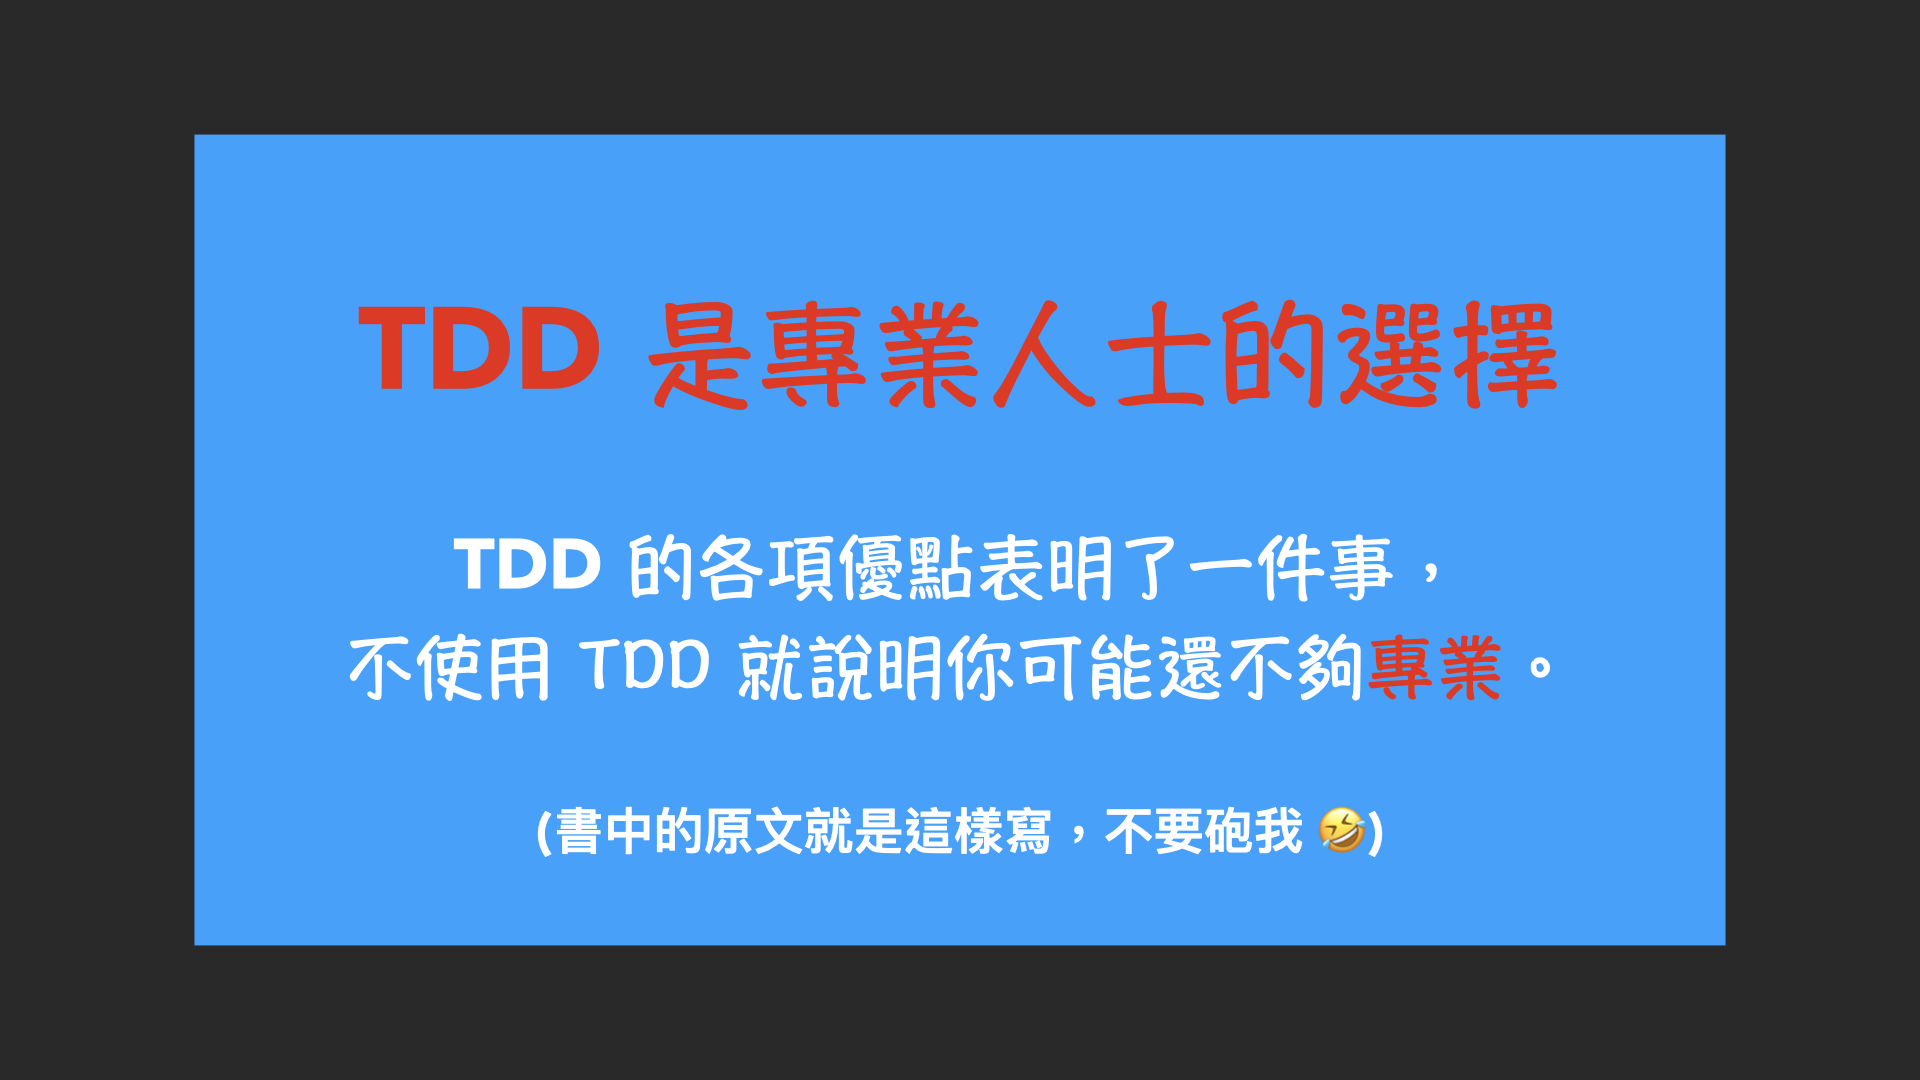 TDD 是專業人士的選擇
TDD 的各項優點表明了一件事，
不使用 TDD 就說明你可能還不夠專業。
(書中的原文就是這樣寫，不要砲我 🤣)